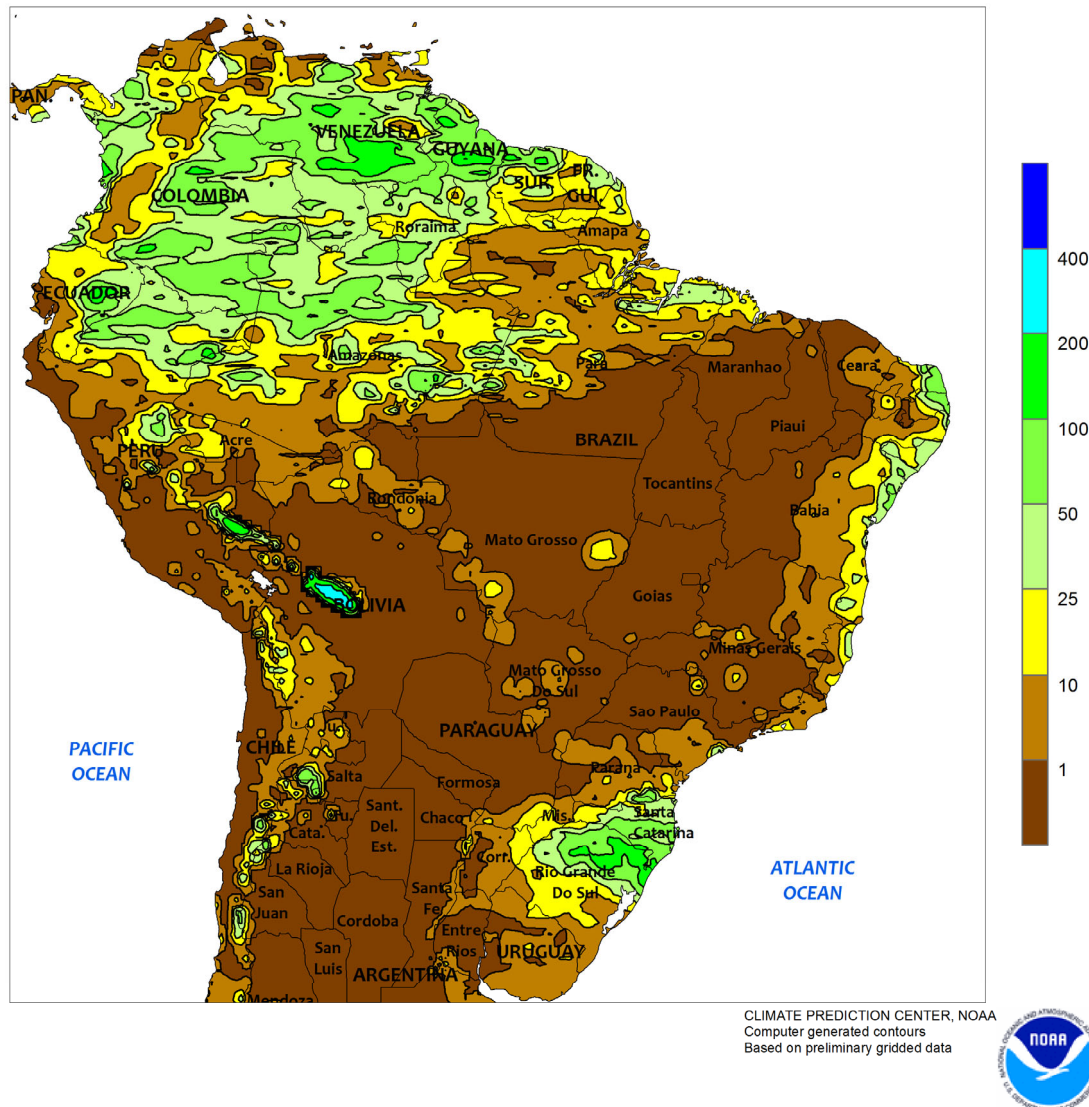 PAN.
VENEZUELA
GUYANA
SUR
FR.
GUI.
COLOMBIA
Roraima
Amapa
ECUADOR
Amazonas
Para
Maranhao
Ceara
Piaui
PERU
Acre
BRAZIL
Tocantins
Rondonia
Bahia
Mato Grosso
BOLIVIA
Goias
Minas Gerais
Mato Grosso
Do Sul
Sao Paulo
PARAGUAY
PACIFIC
OCEAN
CHILE
Ju.
Salta
Formosa
Parana
Tu.
Cata.
Sant.
Del.
Est.
Chaco
Mis.
Santa
Catarina
Corr.
La Rioja
Rio Grande
Do Sul
ATLANTIC
OCEAN
San
Juan
Cordoba
Santa
Fe
Entre
Rios
URUGUAY
San
Luis
ARGENTINA
Mendoza
400
200
100
50
25
10
1
CLIMATE PREDICTION CENTER, NOAA
Computer generated contours
Based on preliminary gridded data
NOAA